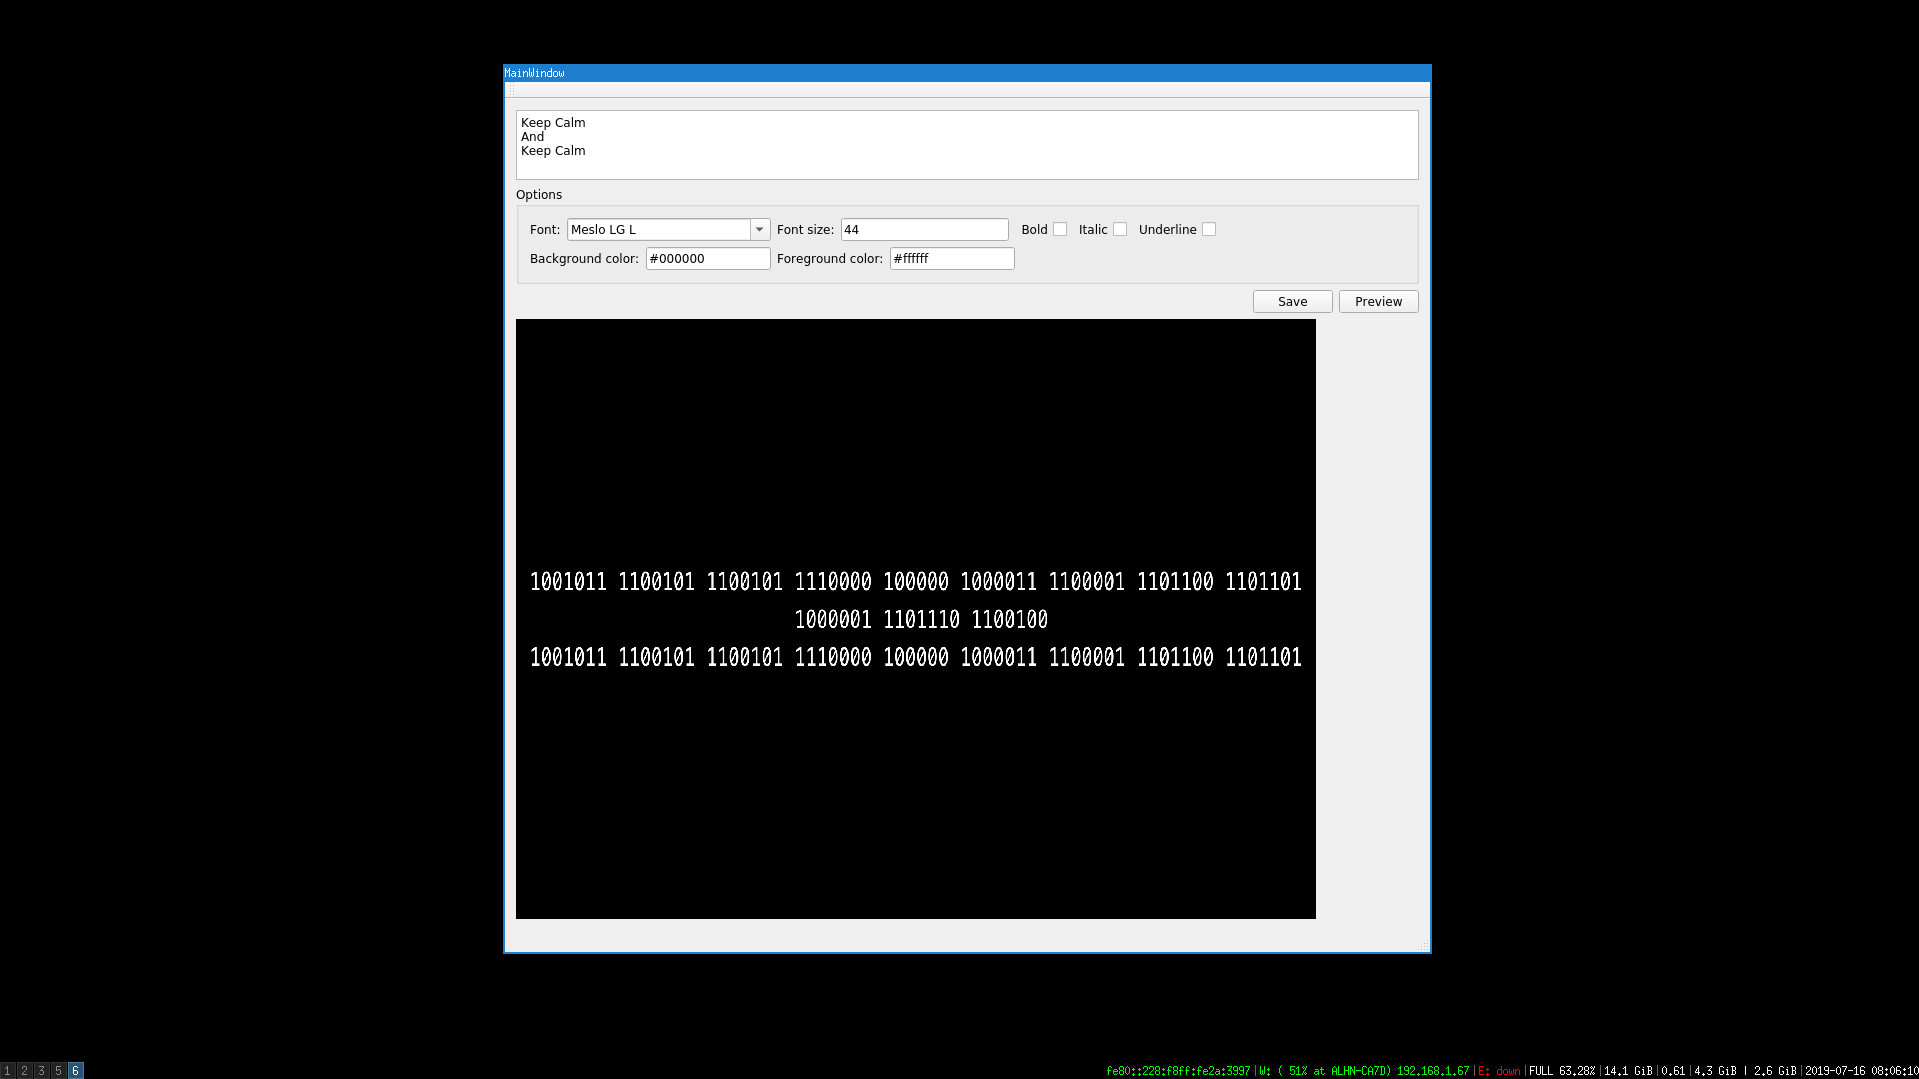 MainWindow
Keep Calm
And
Keep Calm
Options
Font: Meslo LG L Font size: 44 Bold Italic Underline
Background color: #000000 Foreground color: #ffffff
Save Preview
1001011 1100101 1100101 1110000 100000 1000011 1100001 1101100 1101101
1000001 1101110 1100100
1001011 1100101 1100101 1110000 100000 1000011 1100001 1101100 1101101
1 2 3 5 6 fe80::228:f8ff:fe2a:3997|W: ( 51% at ALHN-CA7D) 192.168.1.67|E: down|FULL 63.28%|14.1 GiB|0.61|4.3 GiB | 2.6 GiB|2019-07-16 08:06:10